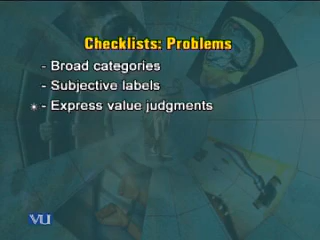 Checklists: Problems
- Broad categories
- Subjective labels
- Express value judgments
VU